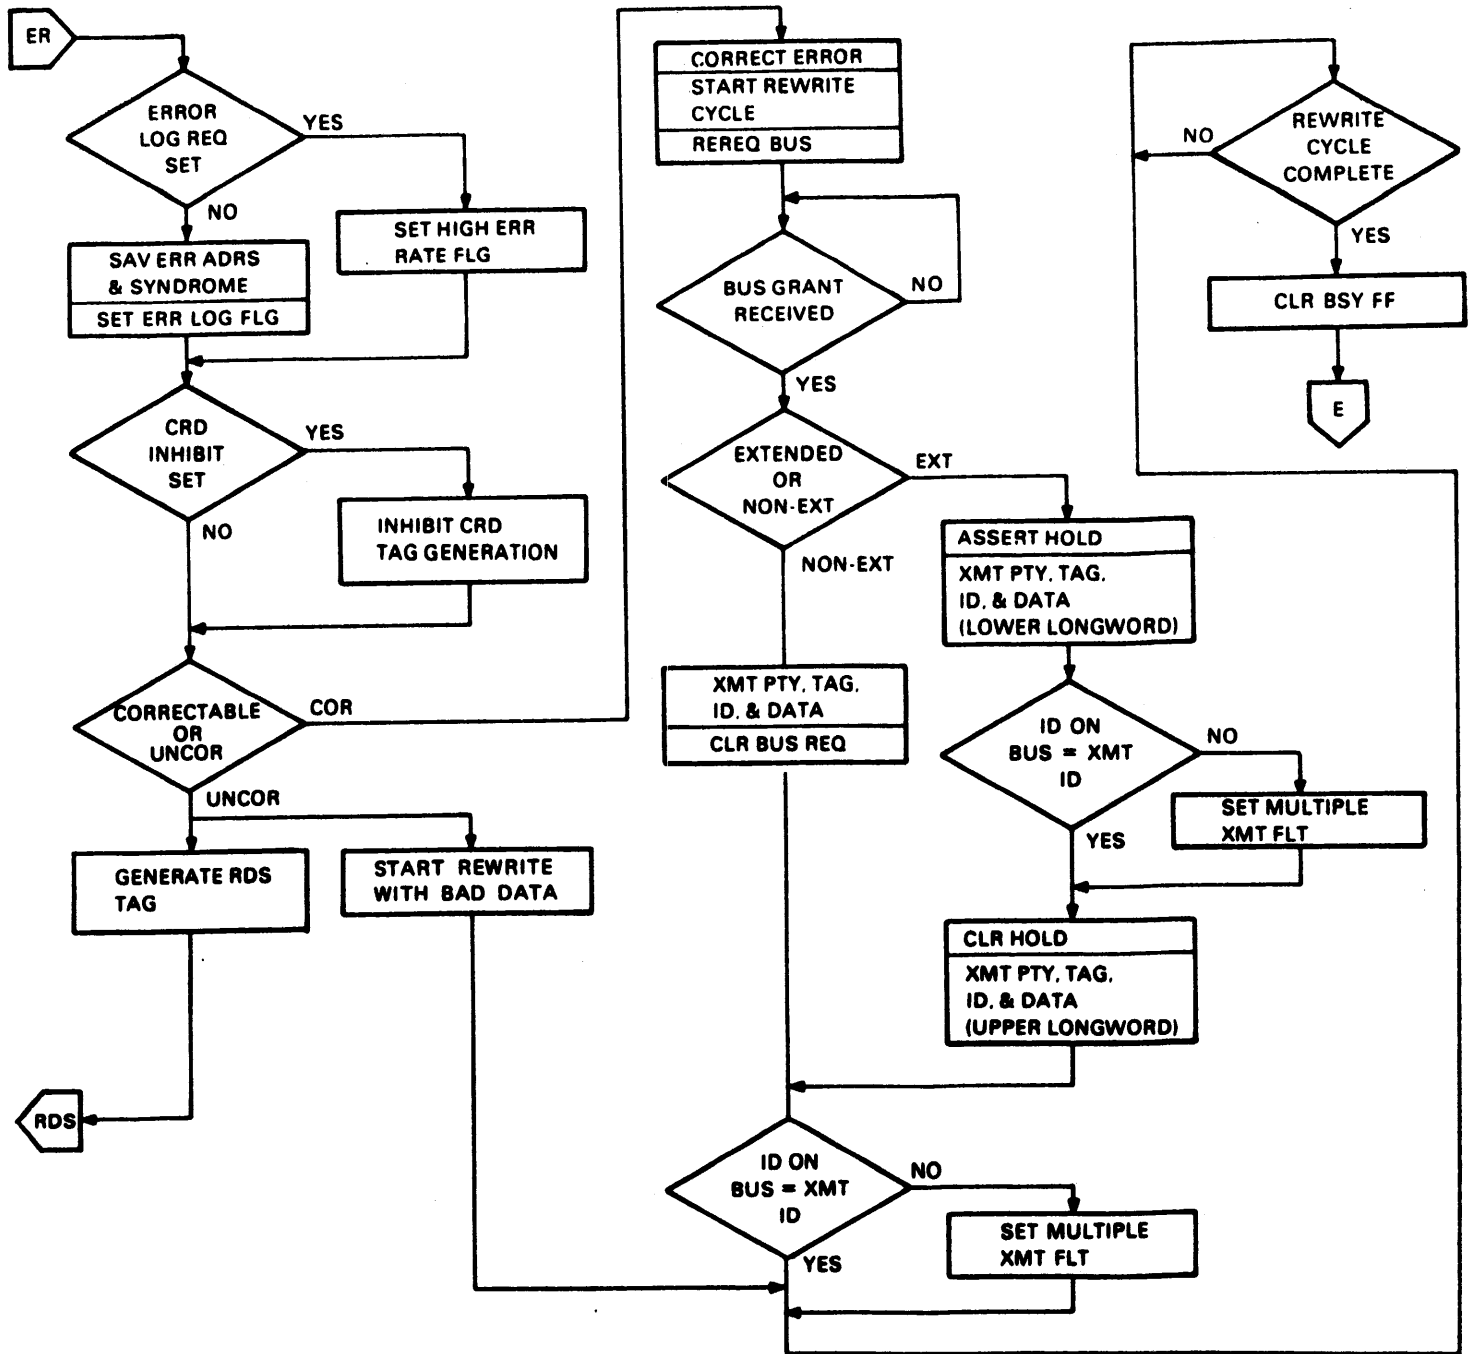 ER
ERROR
LOG REQ
SET
YES
NO
SET HIGH ERR
RATE FLG
SAV ERR ADRS
& SYNDROME
SET ERR LOG FLG
CRD
INHIBIT
SET
YES
NO
INHIBIT CRD
TAG GENERATION
CORRECTABLE
OR
UNCOR
COR
UNCOR
GENERATE RDS
TAG
START REWRITE
WITH BAD DATA
RDS
CORRECT ERROR
START REWRITE
CYCLE
REREQ BUS
BUS GRANT
RECEIVED
NO
YES
EXTENDED
OR
NON-EXT
EXT
NON-EXT
XMT PTY, TAG,
ID, & DATA
CLR BUS REQ
ASSERT HOLD
XMT PTY, TAG,
ID, & DATA
(LOWER LONGWORD)
ID ON
BUS = XMT
ID
NO
YES
SET MULTIPLE
XMT FLT
CLR HOLD
XMT PTY, TAG,
ID, & DATA
(UPPER LONGWORD)
ID ON
BUS = XMT
ID
NO
YES
SET MULTIPLE
XMT FLT
REWRITE
CYCLE
COMPLETE
NO
YES
CLR BSY FF
E